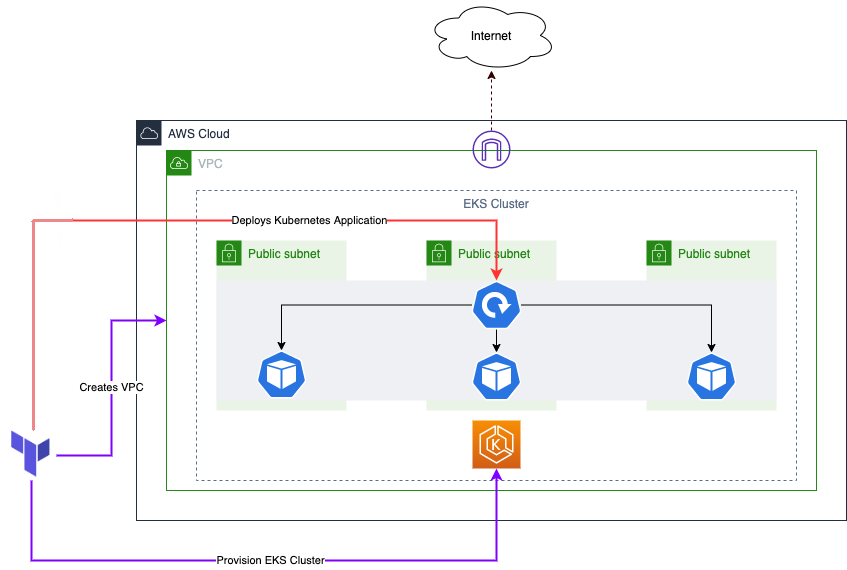 Internet
AWS Cloud
VPC
EKS Cluster
Deploys Kubernetes Application
Public subnet
Public subnet
Public subnet
Creates VPC
K
Provision EKS Cluster